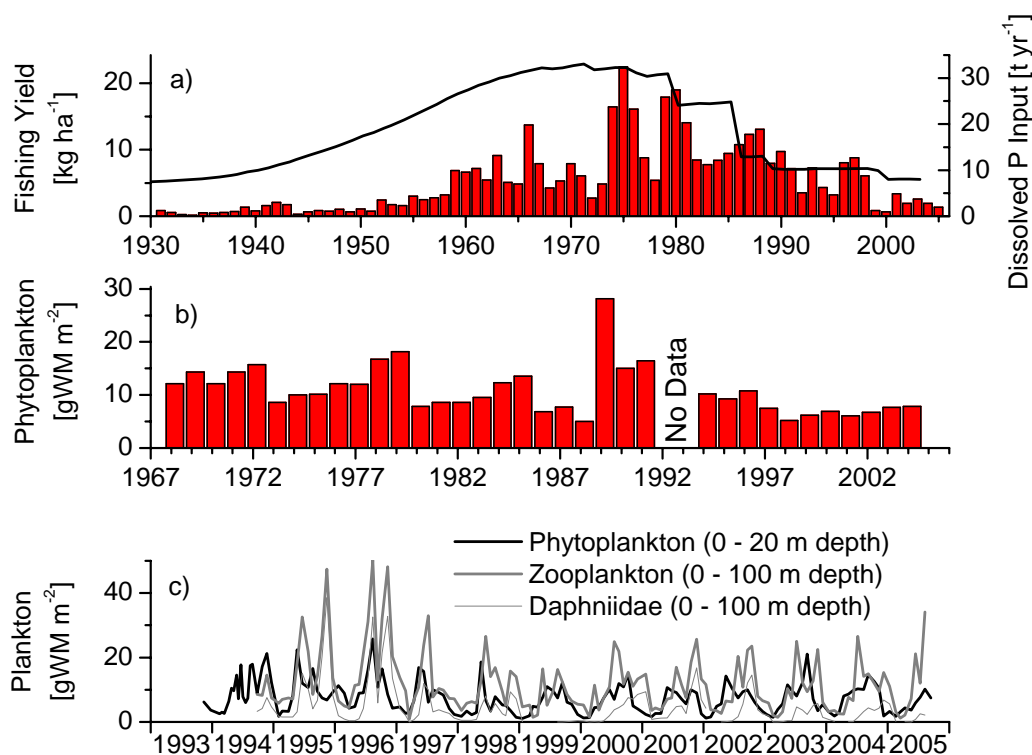 a)
Fishing Yield
[kg ha-1]
20
10
0
Dissolved P Input [t yr-1]
30
20
10
0
1930 1940 1950 1960 1970 1980 1990 2000
b)
Phytoplankton
[gWM m-2]
30
20
10
0
No Data
1967 1972 1977 1982 1987 1992 1997 2002
c)
Phytoplankton (0 - 20 m depth)
Zooplankton (0 - 100 m depth)
Daphniidae (0 - 100 m depth)
Plankton
[gWM m-2]
40
20
0
1993 1994 1995 1996 1997 1998 1999 2000 2001 2002 2003 2004 2005